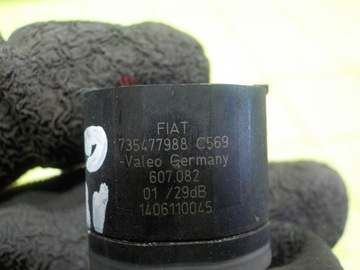 FIAT
735477988 C569
-Valeo Germany
607.082
01 /29dB
1406110045